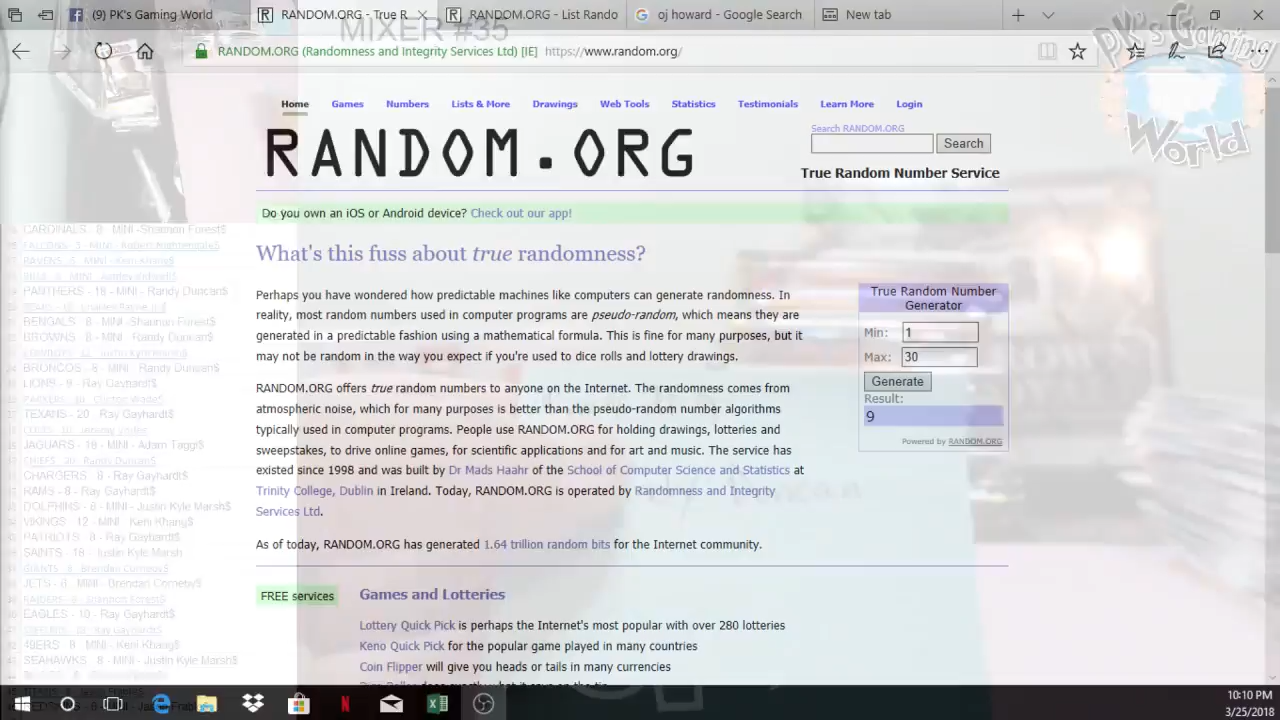 (9) PK's Gaming World
RANDOM.ORG - True R
RANDOM.ORG - List Rando
oj howard - Google Search
New tab
MIXER #35
RANDOM.ORG (Randomness and Integrity Services Ltd) [IE]
https://www.random.org/
PK's Gaming World
Home Games Numbers Lists & More Drawings Web Tools Statistics Testimonials Learn More Login
RANDOM.ORG
Search RANDOM.ORG
Search
True Random Number Service
Do you own an iOS or Android device? Check out our app!
What's this fuss about true randomness?
Perhaps you have wondered how predictable machines like computers can generate randomness. In
reality, most random numbers used in computer programs are pseudo-random, which means they are
generated in a predictable fashion using a mathematical formula. This is fine for many purposes, but it
may not be random in the way you expect if you're used to dice rolls and lottery drawings.
RANDOM.ORG offers true random numbers to anyone on the Internet. The randomness comes from
atmospheric noise, which for many purposes is better than the pseudo-random number algorithms
typically used in computer programs. People use RANDOM.ORG for holding drawings, lotteries and
sweepstakes, to drive online games, for scientific applications and for art and music. The service has
existed since 1998 and was built by Dr Mads Haahr of the School of Computer Science and Statistics at
Trinity College, Dublin in Ireland. Today, RANDOM.ORG is operated by Randomness and Integrity
Services Ltd.
As of today, RANDOM.ORG has generated 1.64 trillion random bits for the Internet community.
FREE services
Games and Lotteries
Lottery Quick Pick is perhaps the Internet's most popular with over 280 lotteries
Keno Quick Pick for the popular game played in many countries
Coin Flipper will give you heads or tails in many currencies
True Random Number
Generator
Min: 1
Max: 30
Generate
Result:
9
Powered by RANDOM.ORG
CARDINALS - 8 - MINI -Shannon Forest$
PANTHERS - 18 - MINI - Randy Duncan$
BENGALS - 8 - MINI -Shannon Forest$
BROWNS - 8 - MINI - Randy Duncan$
BRONCOS - 8 - MINI - Randy Duncan$
LIONS - 9 - Ray Gayhardt$
TEXANS - 20 - Ray Gayhardt$
JAGUARS - 18 - MINI - Adam Tagg$
CHARGERS - 8 - Ray Gayhardt$
RAMS - 8 - Ray Gayhardt$
DOLPHINS - 8 - MINI - Justin Kyle Marsh$
VIKINGS - 12 - MINI - Keni Khang$
PATRIOTS - 8 - Ray Gayhardt$
SAINTS - 18 - Justin Kyle Marsh
JETS - 8 - MINI - Brendan Comeby$
EAGLES - 10 - Ray Gayhardt$
49ERS - 8 - MINI - Keni Khang$
SEAHAWKS - 8 - MINI - Justin Kyle Marsh$
10:10 PM
3/25/2018